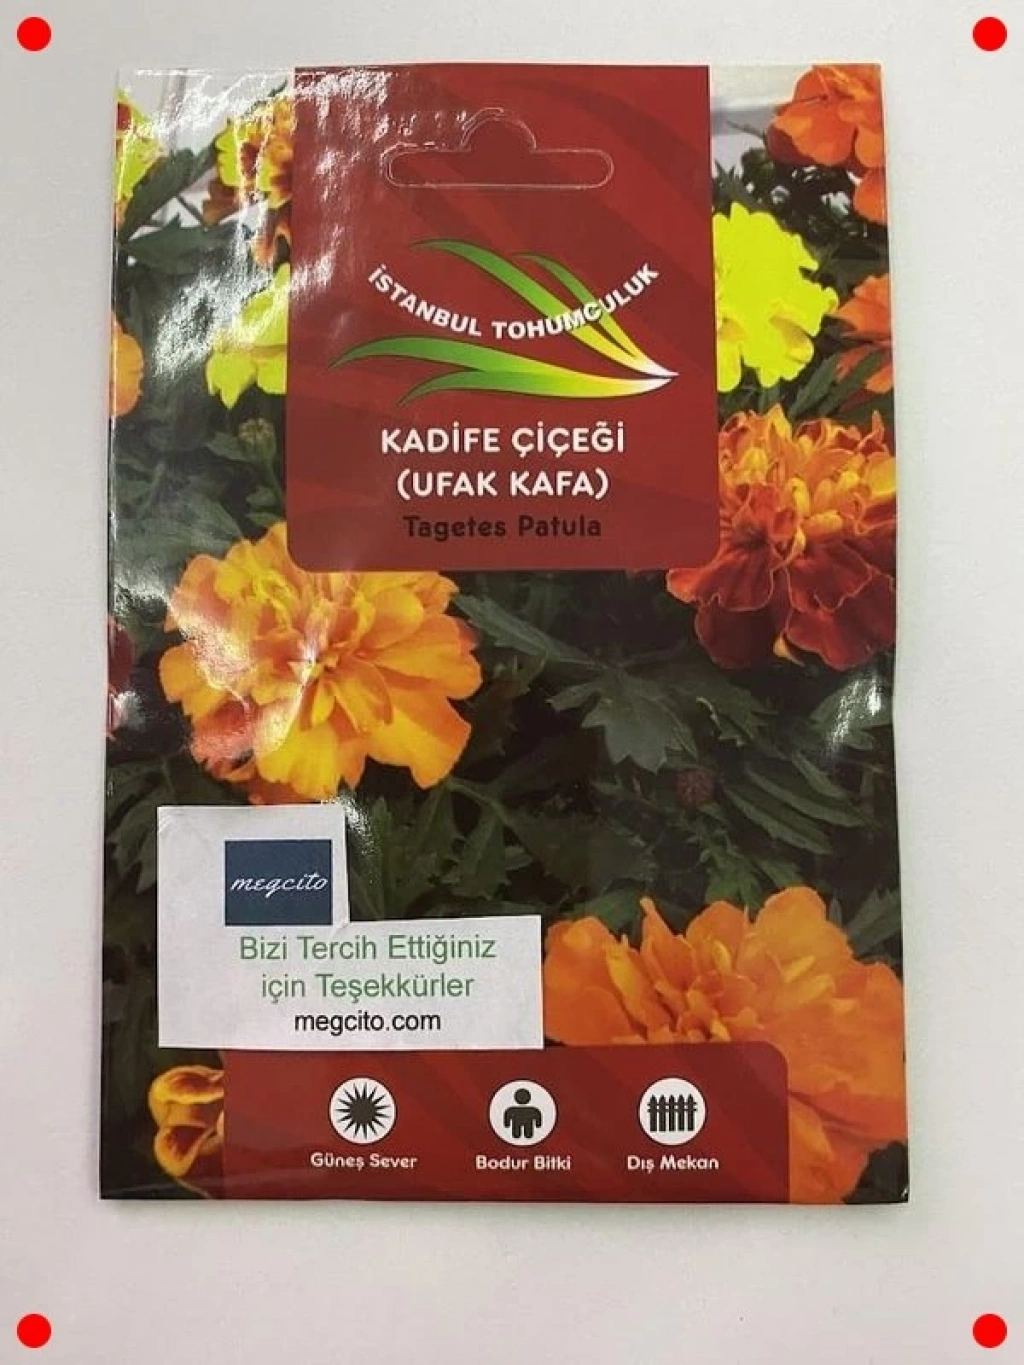 İSTANBUL TOHUMCULUK
KADİFE ÇİÇEĞİ
(UFAK KAFA)
Tagetes Patula
megcito
Bizi Tercih Ettiğiniz
için Teşekkürler
megcito.com
Güneş Sever
Bodur Bitki
Dış Mekan